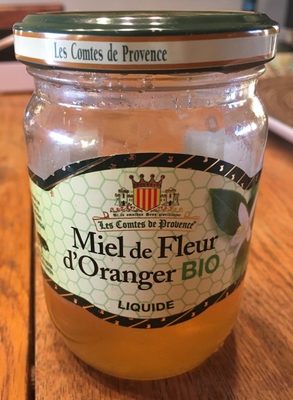 Les Comtes de Provence
Les Comtes de Provence
Miel de Fleur
d'Oranger BIO
LIQUIDE